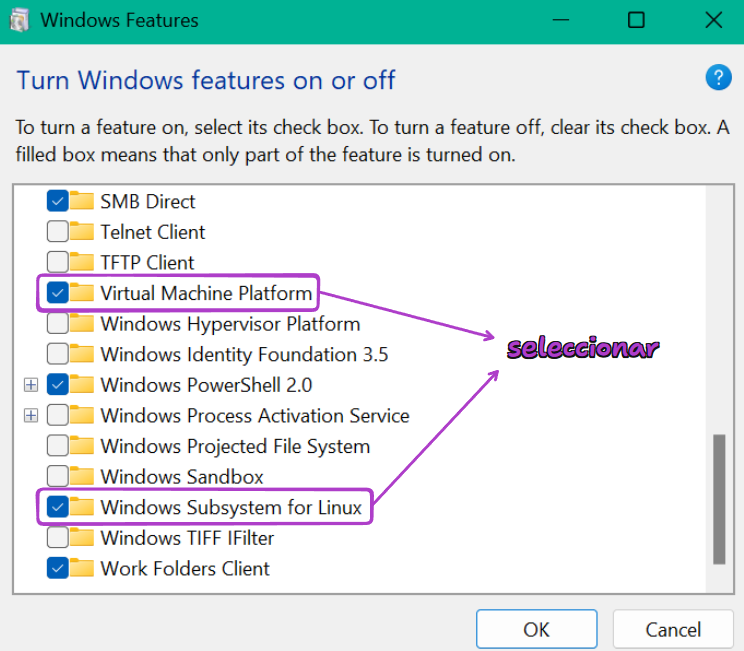 Windows Features
Turn Windows features on or off
To turn a feature on, select its check box. To turn a feature off, clear its check box. A
filled box means that only part of the feature is turned on.
SMB Direct
Telnet Client
TFTP Client
Virtual Machine Platform
Windows Hypervisor Platform
seleccionar
Windows Identity Foundation 3.5
Windows PowerShell 2.0
Windows Process Activation Service
Windows Projected File System
Windows Sandbox
Windows Subsystem for Linux
Windows TIFF IFilter
Work Folders Client
OK
Cancel